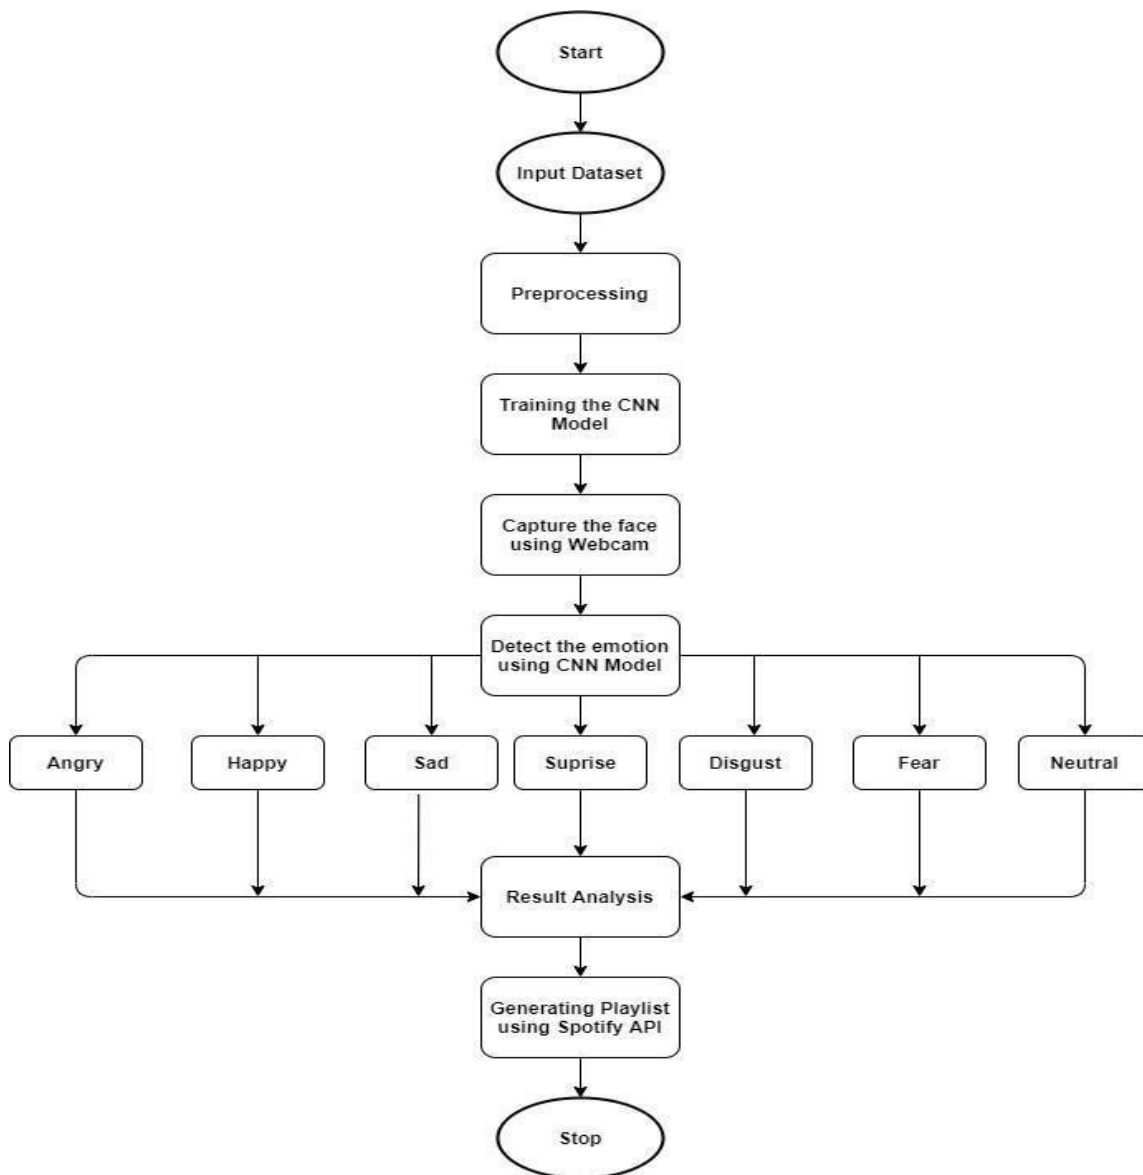 Start
Input Dataset
Preprocessing
Training the CNN
Model
Capture the face
using Webcam
Detect the emotion
using CNN Model
Angry
Happy
Sad
Suprise
Disgust
Fear
Neutral
Result Analysis
Generating Playlist
using Spotify API
Stop